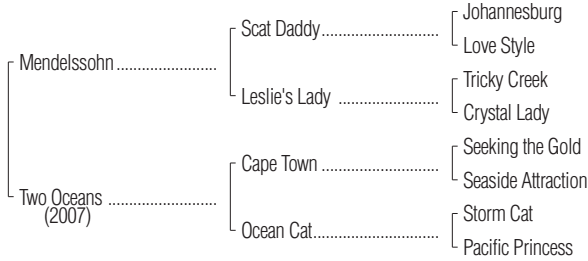 Johannesburg
Scat Daddy
Love Style
Mendelssohn
Tricky Creek
Leslie's Lady
Crystal Lady
Seeking the Gold
Cape Town
Seaside Attraction
Two Oceans
(2007)
Storm Cat
Ocean Cat
Pacific Princess